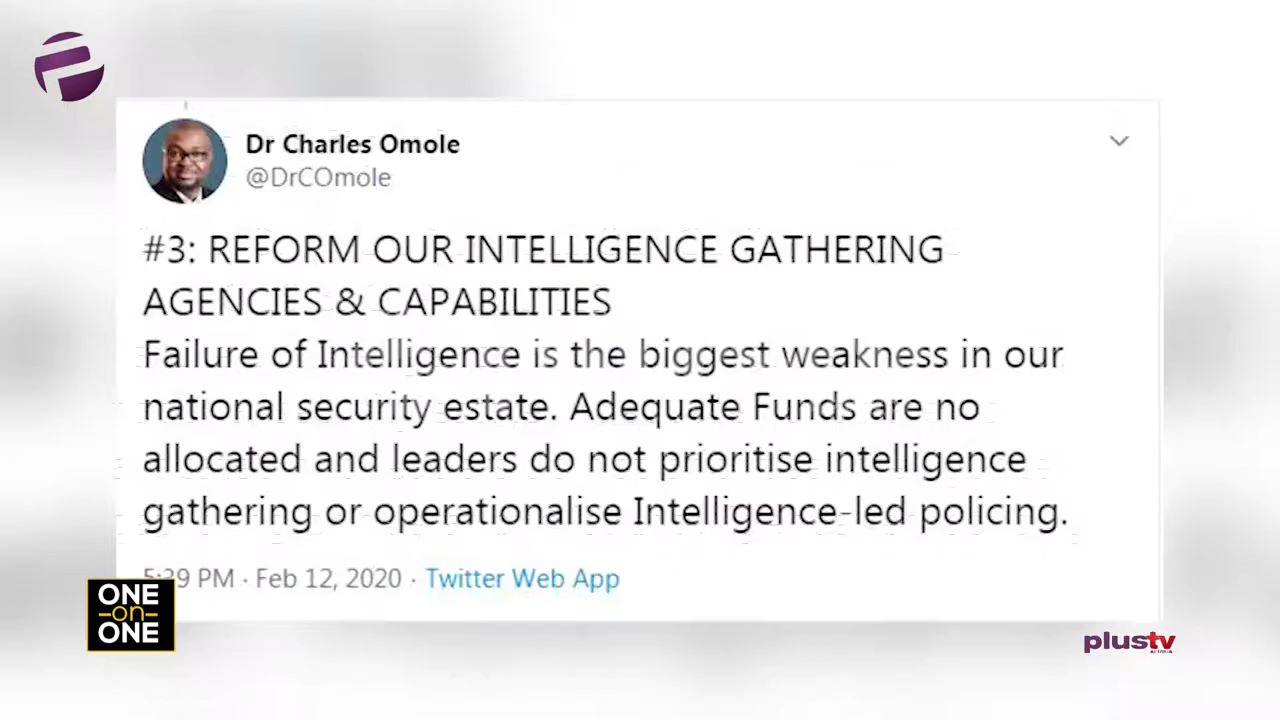 Dr Charles Omole
@DrCOmole
#3: REFORM OUR INTELLIGENCE GATHERING
AGENCIES & CAPABILITIES
Failure of Intelligence is the biggest weakness in our
national security estate. Adequate Funds are no
allocated and leaders do not prioritise intelligence
gathering or operationalise Intelligence-led policing.
PM · Feb 12, 2020 · Twitter Web App
ONE
-on-
ONE
plustv